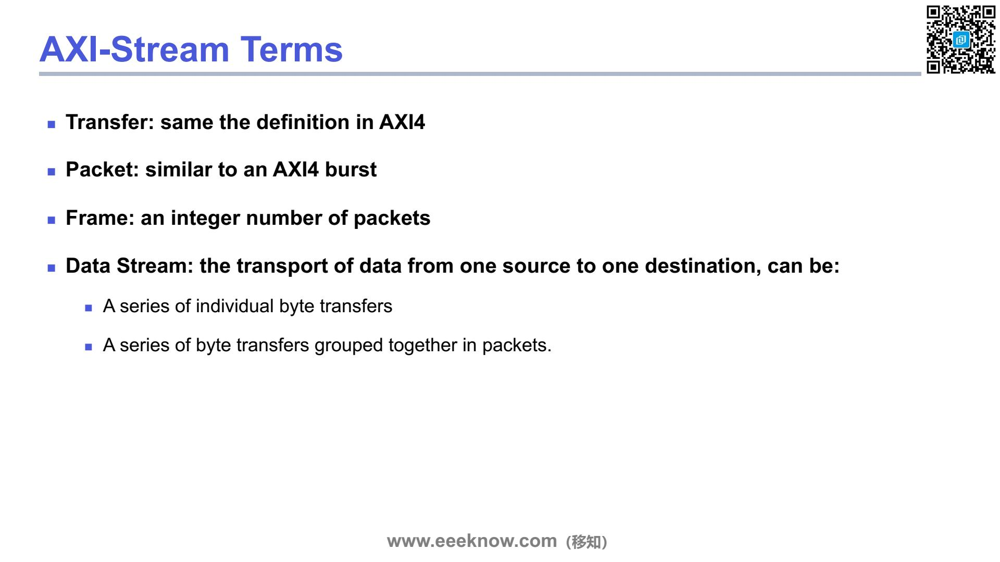 AXI-Stream Terms
Transfer: same the definition in AXI4
Packet: similar to an AXI4 burst
Frame: an integer number of packets
Data Stream: the transport of data from one source to one destination, can be:
A series of individual byte transfers
A series of byte transfers grouped together in packets.
www.eeeknow.com (移知)